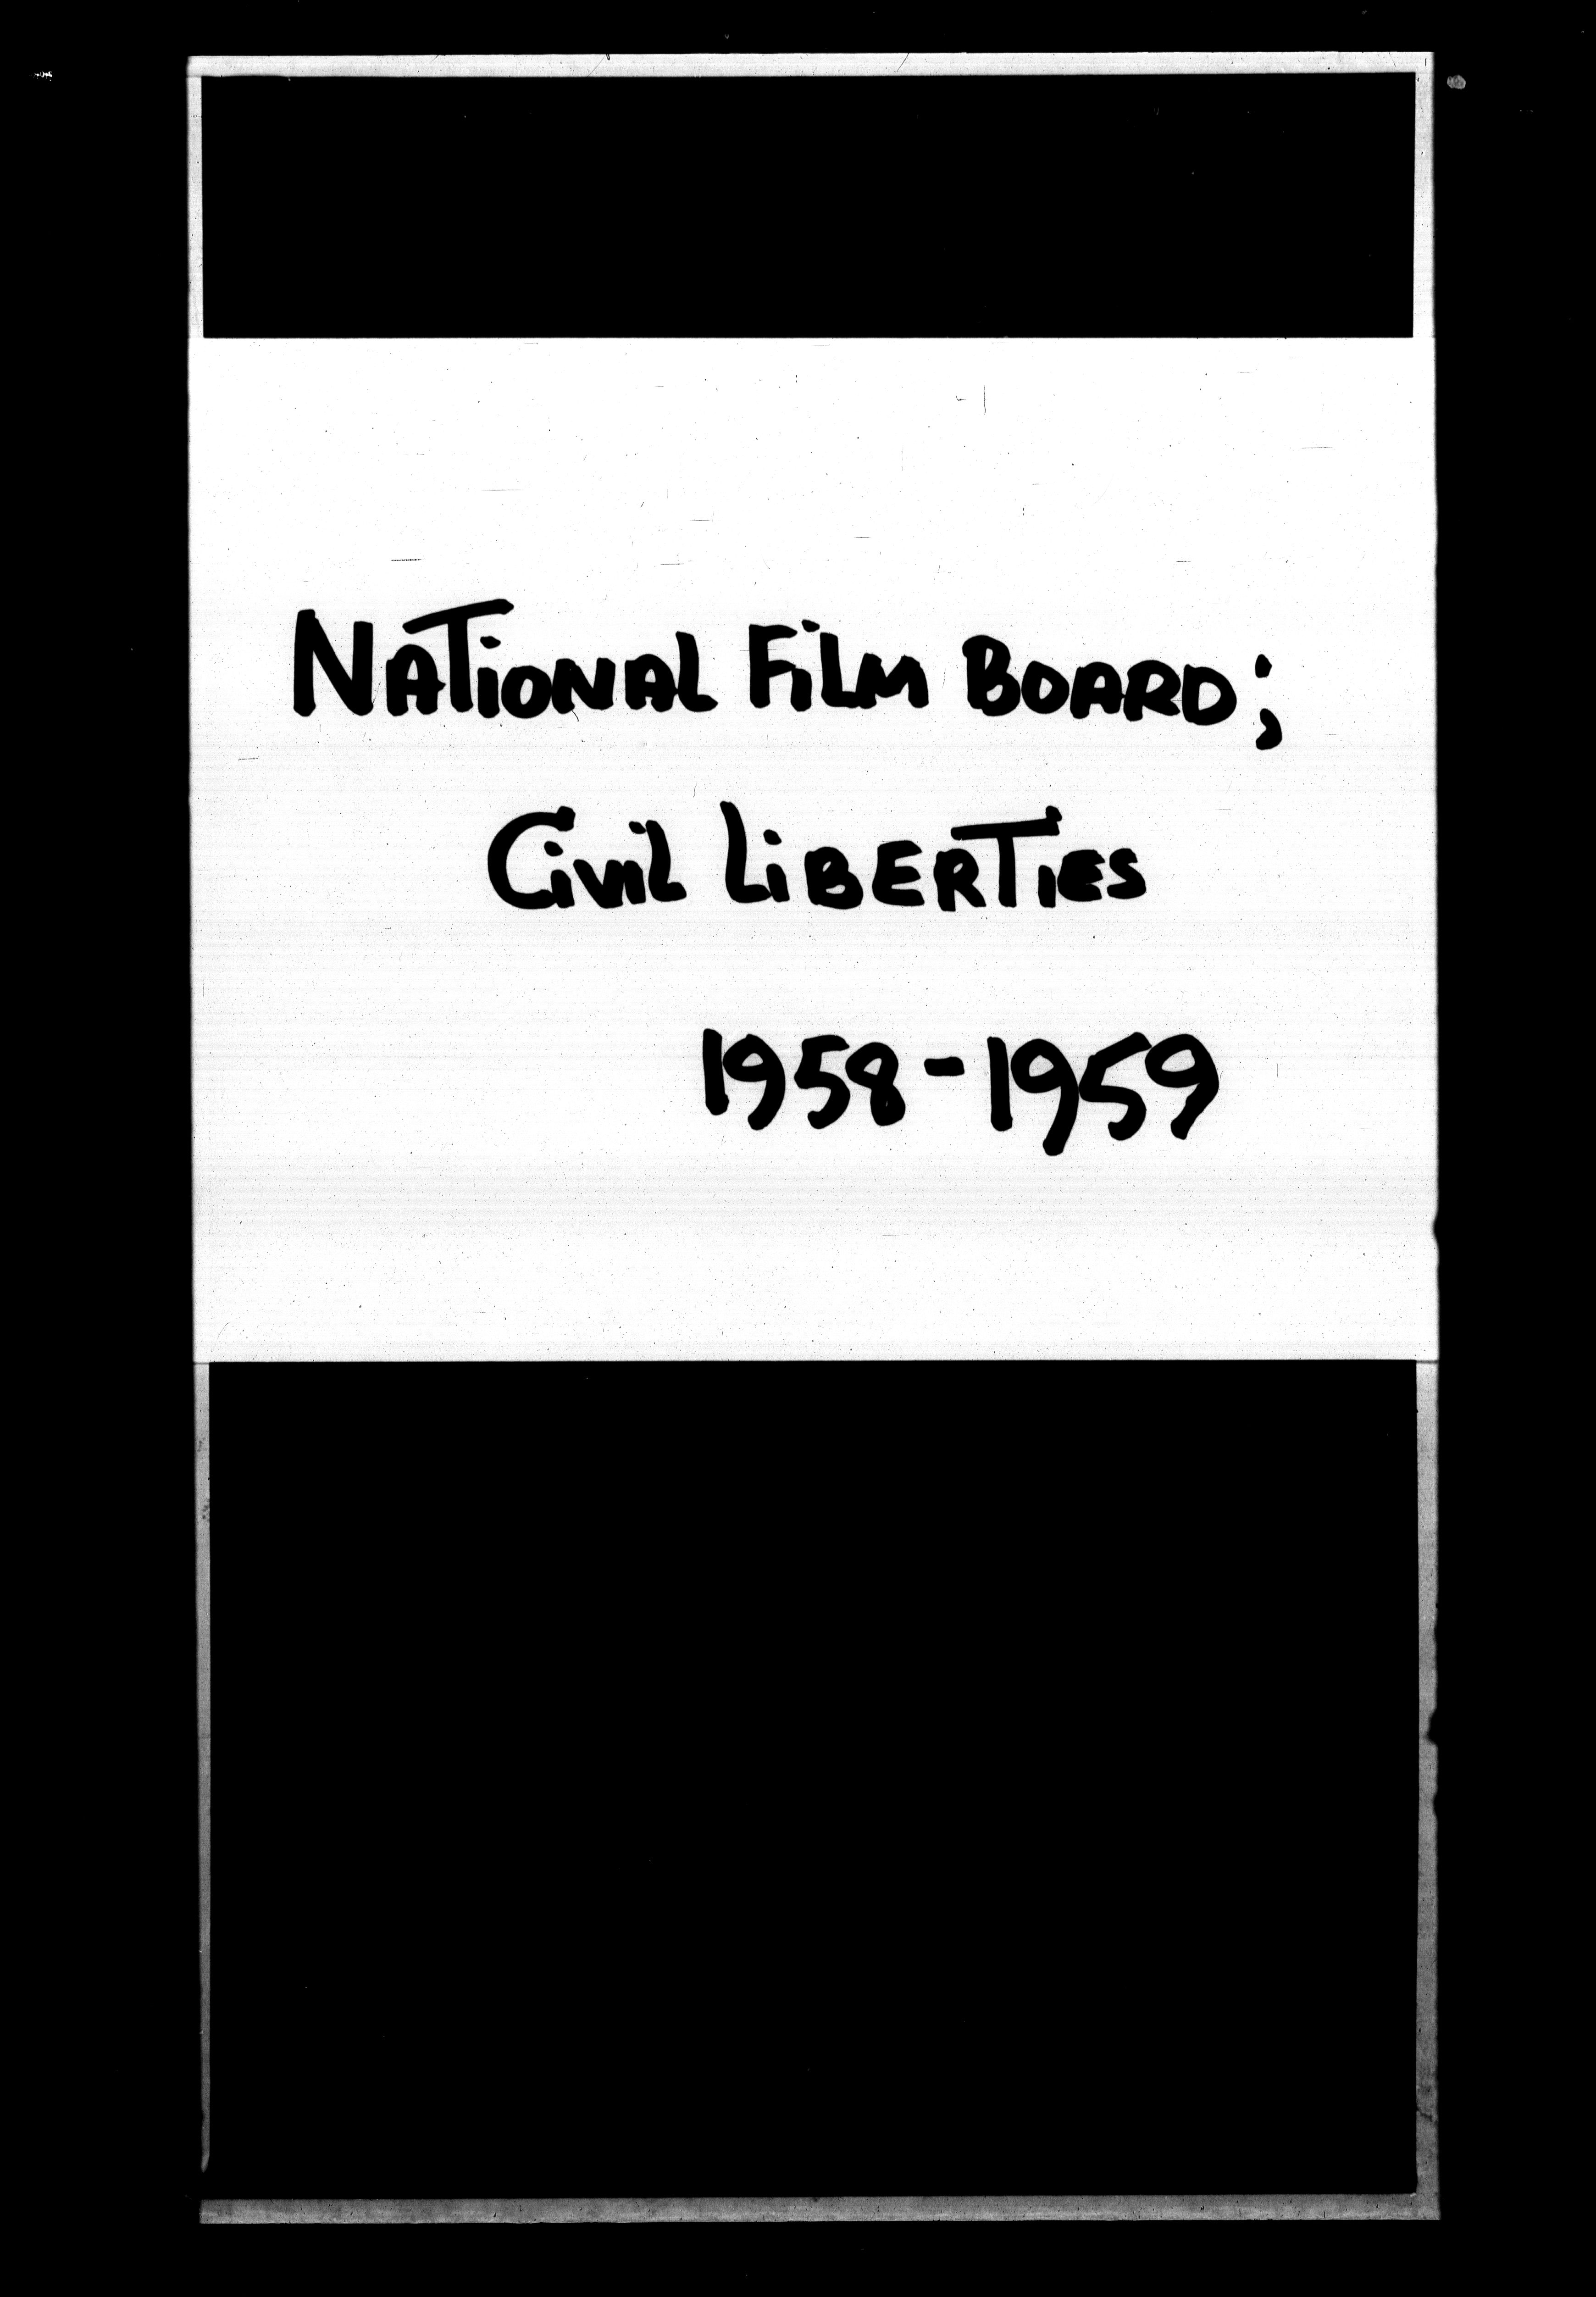 NATiONAL FiLM BOARD;
CiviL LiBERTiES
1958-1959